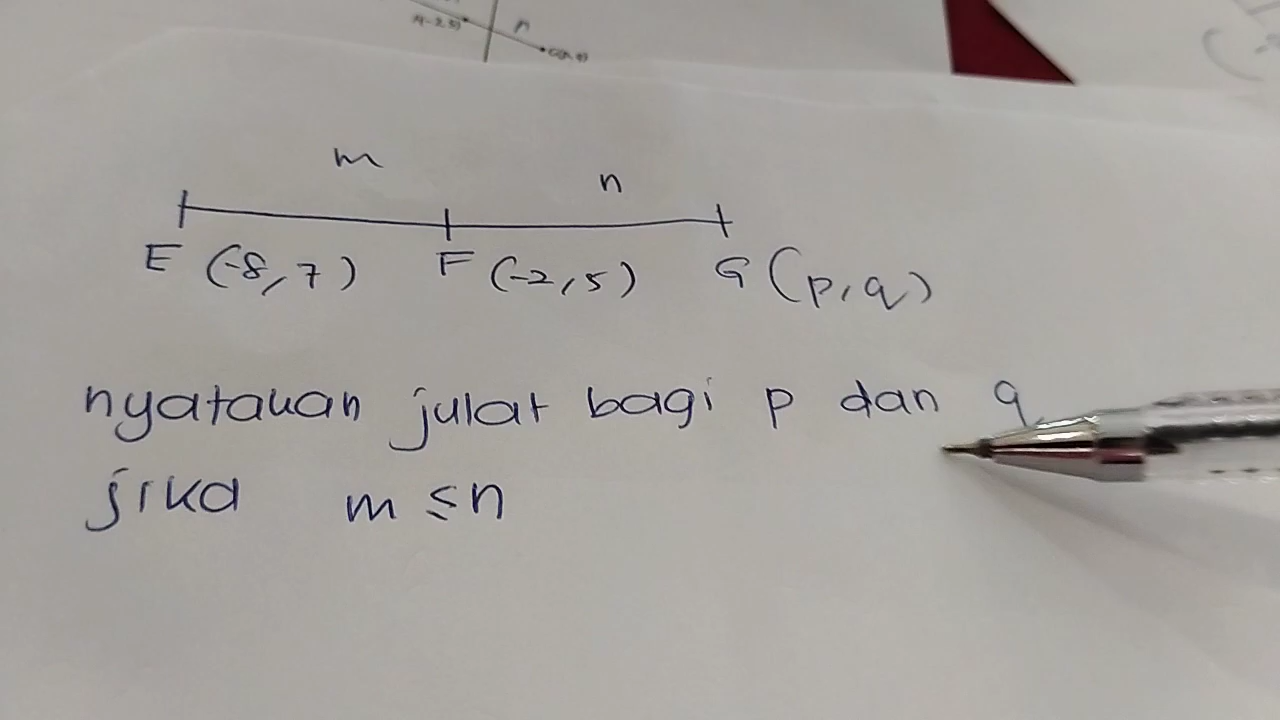 n
m
n
E (-8, 7) F (-2, 5) G (p, q)
nyatakan julat bagi p dan q
jika m ≤ n